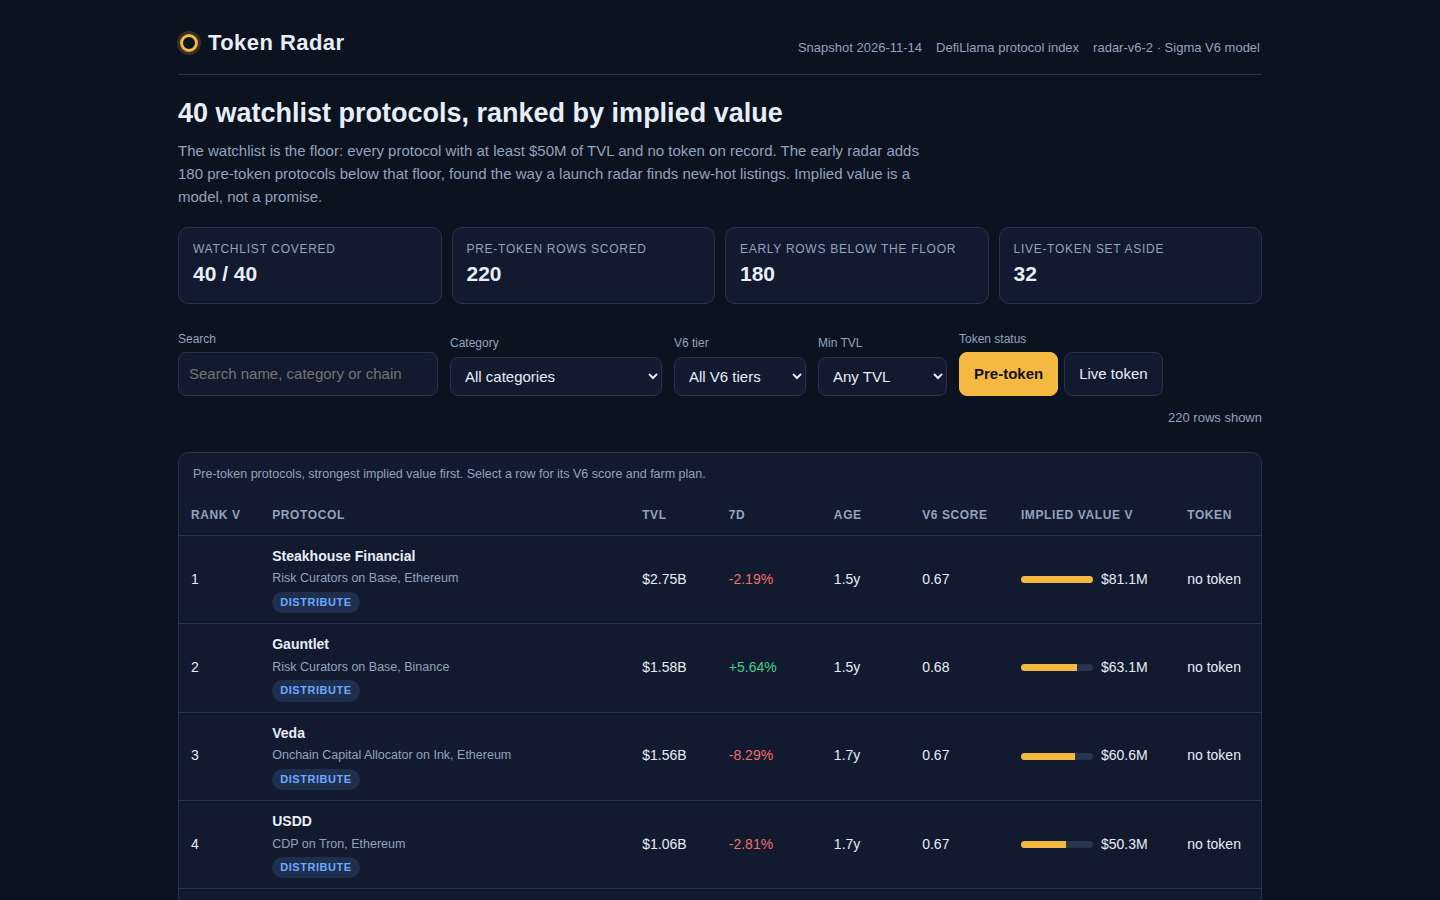 Token Radar
Snapshot 2026-11-14 DefiLlama protocol index radar-v6-2 · Sigma V6 model
40 watchlist protocols, ranked by implied value
The watchlist is the floor: every protocol with at least $50M of TVL and no token on record. The early radar adds
180 pre-token protocols below that floor, found the way a launch radar finds new-hot listings. Implied value is a
model, not a promise.
WATCHLIST COVERED
40 / 40
PRE-TOKEN ROWS SCORED
220
EARLY ROWS BELOW THE FLOOR
180
LIVE-TOKEN SET ASIDE
32
Search
Search name, category or chain
Category
All categories
V6 tier
All V6 tiers
Min TVL
Any TVL
Token status
Pre-token Live token
220 rows shown
Pre-token protocols, strongest implied value first. Select a row for its V6 score and farm plan.
RANK V PROTOCOL TVL 7D AGE V6 SCORE IMPLIED VALUE V TOKEN
Steakhouse Financial
Risk Curators on Base, Ethereum
DISTRIBUTE
1 $2.75B -2.19% 1.5y 0.67 $81.1M no token
Gauntlet
Risk Curators on Base, Binance
DISTRIBUTE
2 $1.58B +5.64% 1.5y 0.68 $63.1M no token
Veda
Onchain Capital Allocator on Ink, Ethereum
DISTRIBUTE
3 $1.56B -8.29% 1.7y 0.67 $60.6M no token
USDD
CDP on Tron, Ethereum
DISTRIBUTE
4 $1.06B -2.81% 1.7y 0.67 $50.3M no token